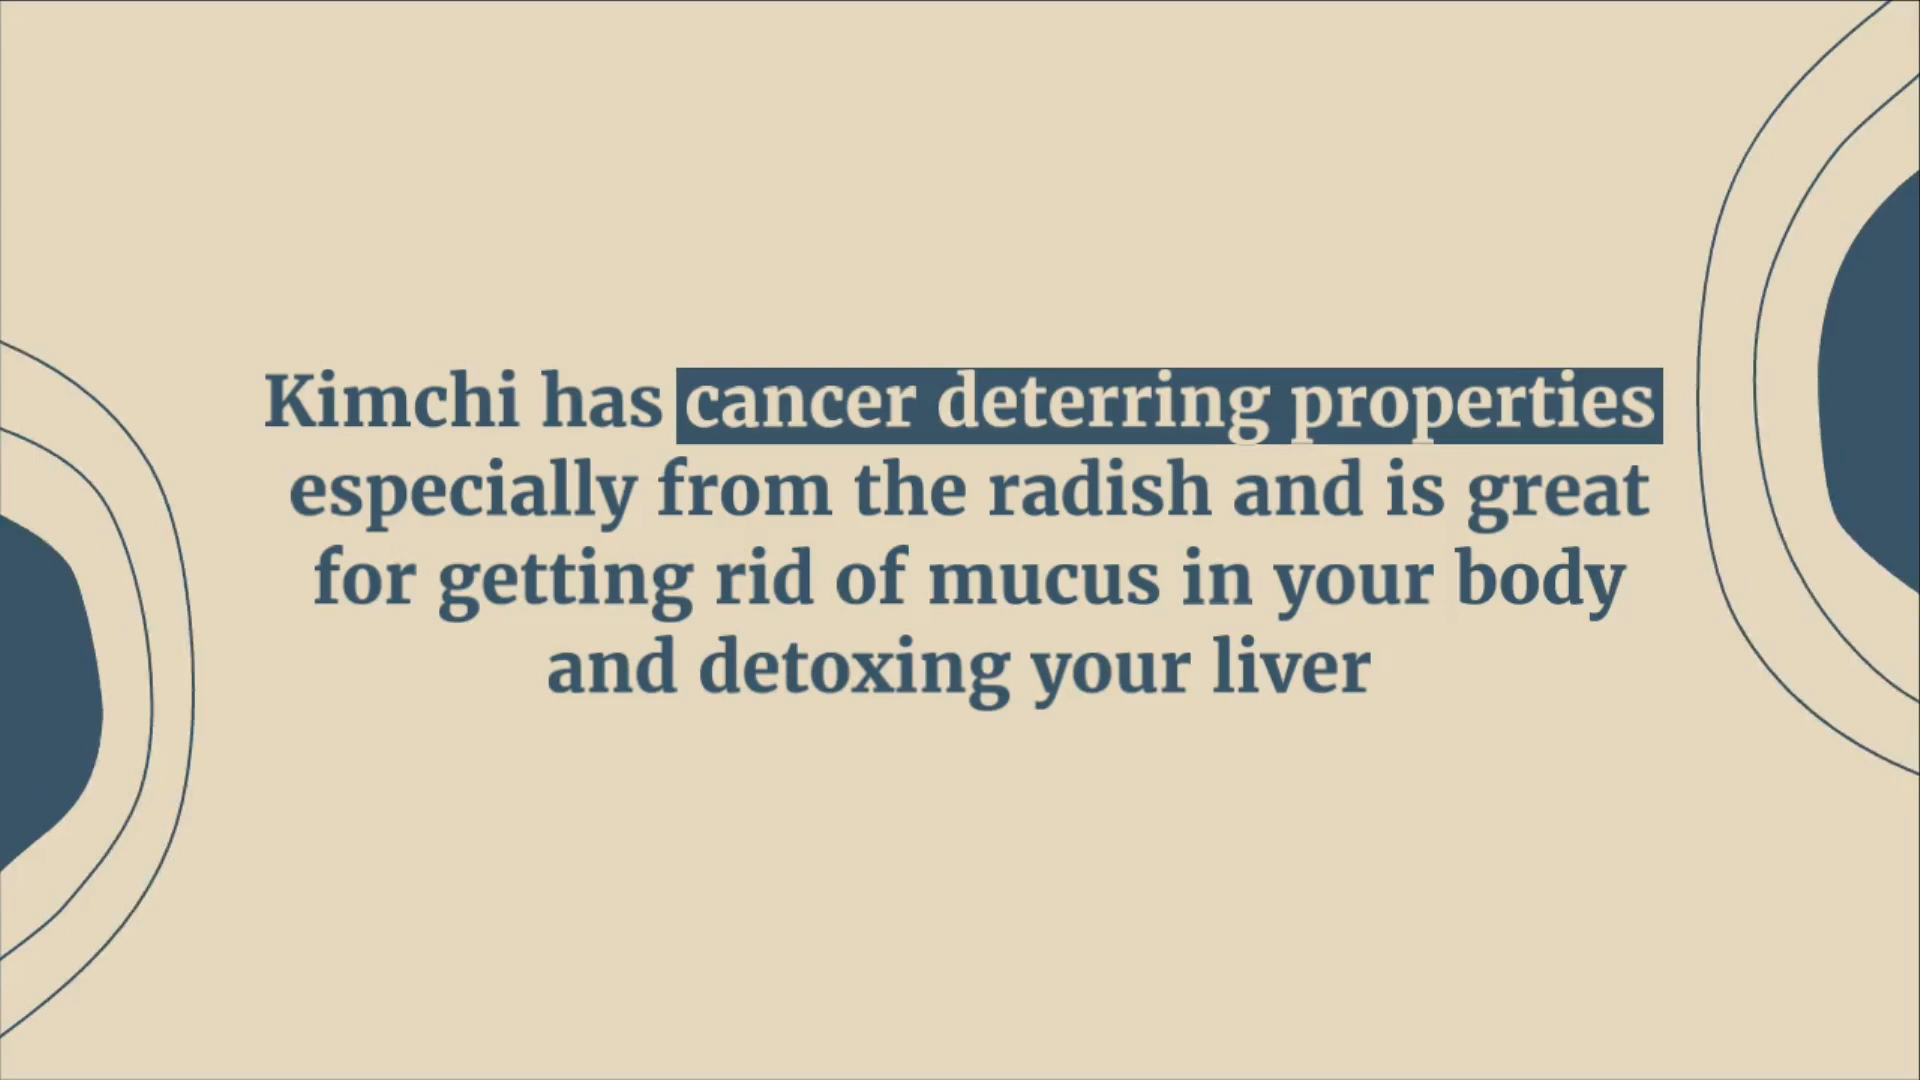 Kimchi has cancer deterring properties
especially from the radish and is great
for getting rid of mucus in your body
and detoxing your liver